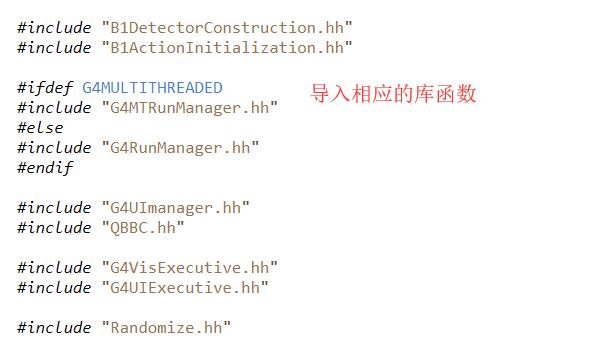 #include "B1DetectorConstruction.hh"
#include "B1ActionInitialization.hh"
#ifdef G4MULTITHREADED
导入相应的库函数
#include "G4MTRunManager.hh"
#else
#include "G4RunManager.hh"
#endif
#include "G4UImanager.hh"
#include "QBBC.hh"
#include "G4VisExecutive.hh"
#include "G4UIExecutive.hh"
#include "Randomize.hh"